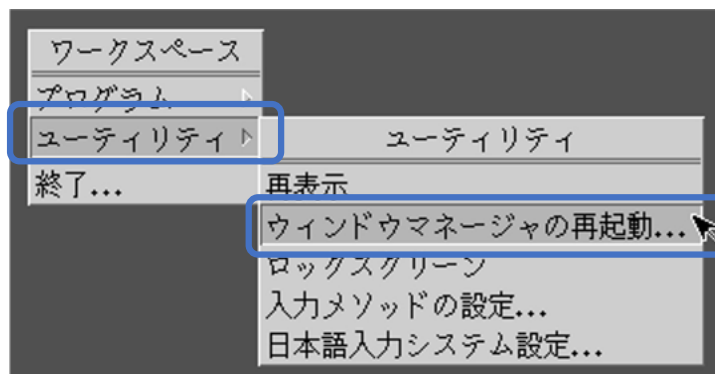 ワークスペース
プログラム
ユーティリティ
終了...
ユーティリティ
再表示
ウィンドウマネージャの再起動...
ロックスクリーン
入力メソッドの設定...
日本語入力システム設定...